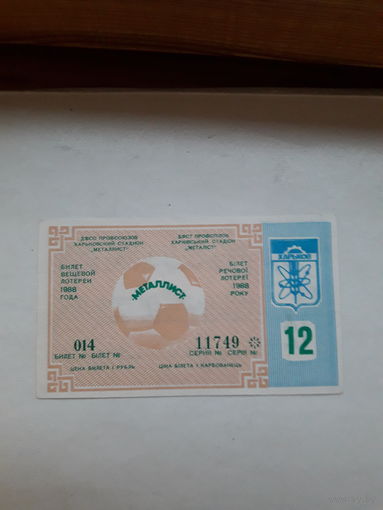 ДФСО ПРОФСОЮЗОВ
ХАРЬКОВСКИЙ СТАДИОН
"МЕТАЛЛИСТ"
ДФСТ ПРОФСПІЛОК
ХАРКІВСЬКИЙ СТАДІОН
"МЕТАЛІСТ"
БИЛЕТ
ВЕЩЕВОЙ
ЛОТЕРЕИ
1988
ГОДА
МЕТАЛЛИСТ
БІЛЕТ
РЕЧОВОЇ
ЛОТЕРЕЇ
1988
РОКУ
014
БИЛЕТ № БІЛЕТ №
11749 *
СЕРИЯ № СЕРІЯ №
ЦЕНА БИЛЕТА 1 РУБЛЬ
ЦІНА БІЛЕТА 1 КАРБОВАНЕЦЬ
ХАРЬКОВ
12